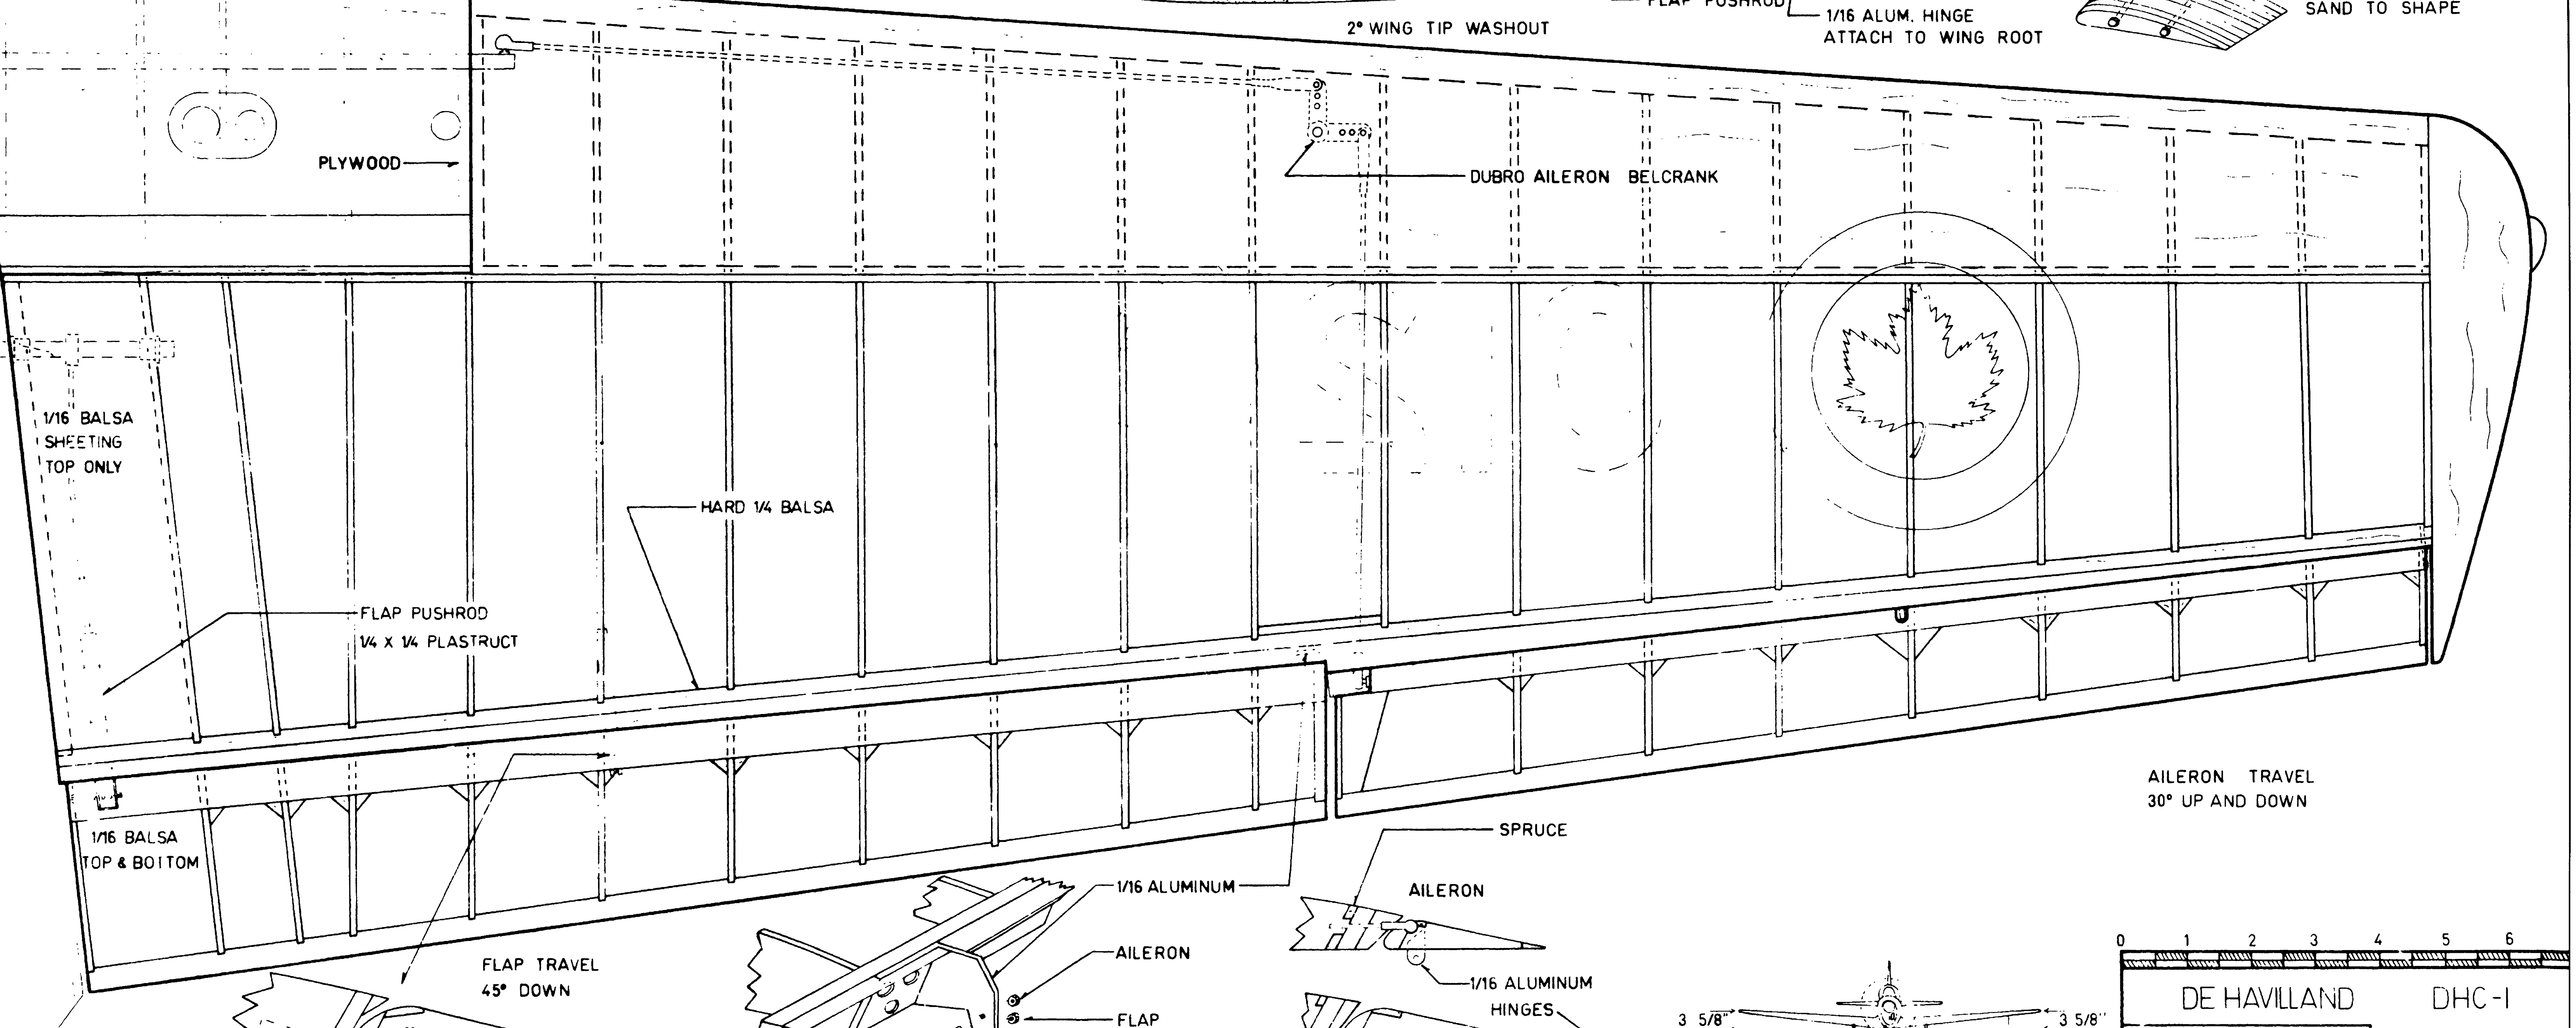 FLAP PUSHROD
1/16 ALUM. HINGE
ATTACH TO WING ROOT
SAND TO SHAPE
2° WING TIP WASHOUT
PLYWOOD
DUBRO AILERON BELCRANK
1/16 BALSA
SHEETING
TOP ONLY
HARD 1/4 BALSA
FLAP PUSHROD
1/4 X 1/4 PLASTRUCT
AILERON TRAVEL
30° UP AND DOWN
1/16 BALSA
TOP & BOTTOM
SPRUCE
1/16 ALUMINUM
AILERON
AILERON
FLAP TRAVEL
45° DOWN
1/16 ALUMINUM
HINGES
FLAP
0 1 2 3 4 5 6
DE HAVILLAND DHC-1
3 5/8"
3 5/8"